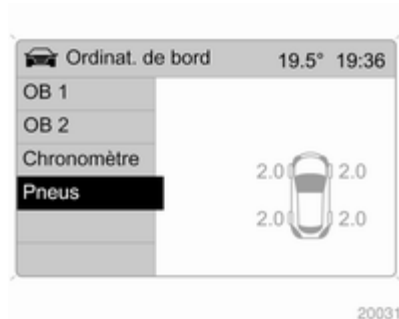 Ordinat. de bord 19.5° 19:36
OB 1
OB 2
Chronomètre
Pneus
2.0 2.0
2.0 2.0
20031